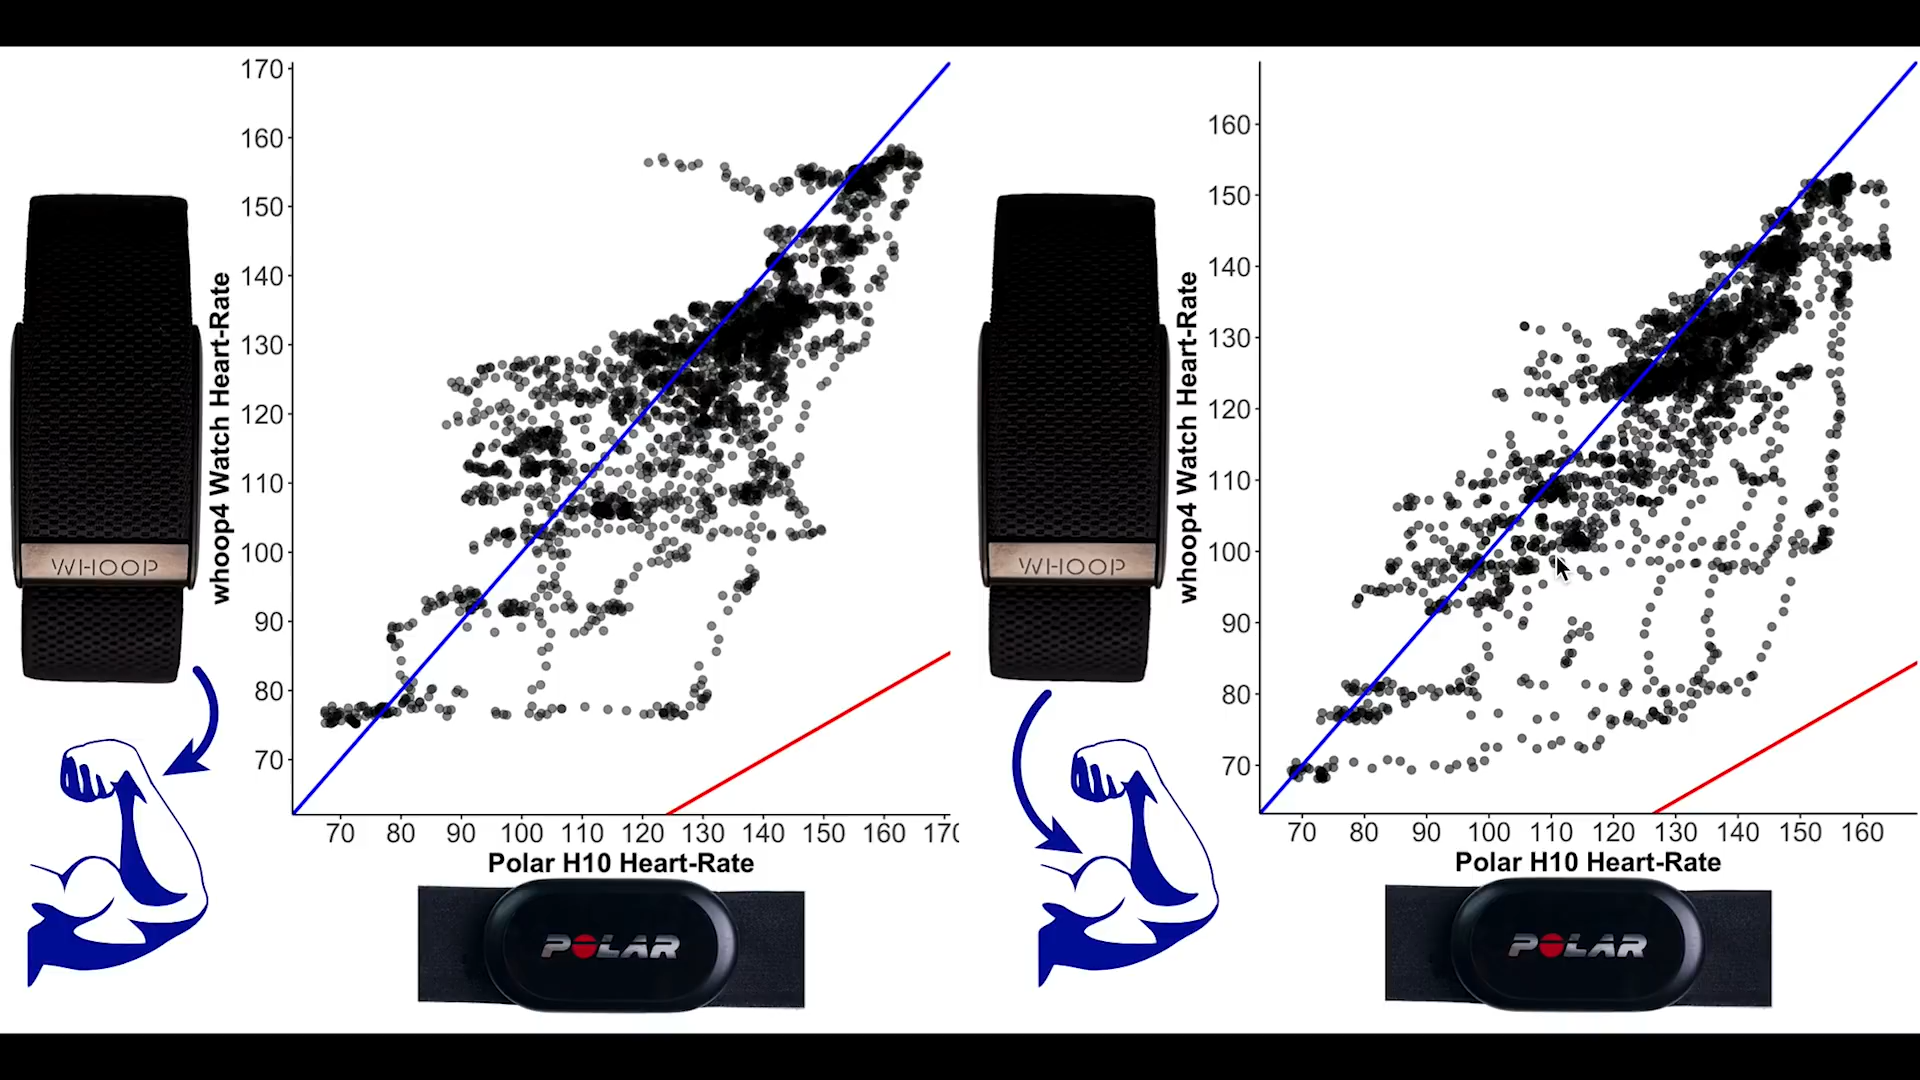 170
160
150
140
130
120
110
100
90
80
70
whoop4 Watch Heart-Rate
70 80 90 100 110 120 130 140 150 160 170
Polar H10 Heart-Rate
WHOOP
POLAR
160
150
140
130
120
110
100
90
80
70
whoop4 Watch Heart-Rate
70 80 90 100 110 120 130 140 150 160
Polar H10 Heart-Rate
WHOOP
POLAR